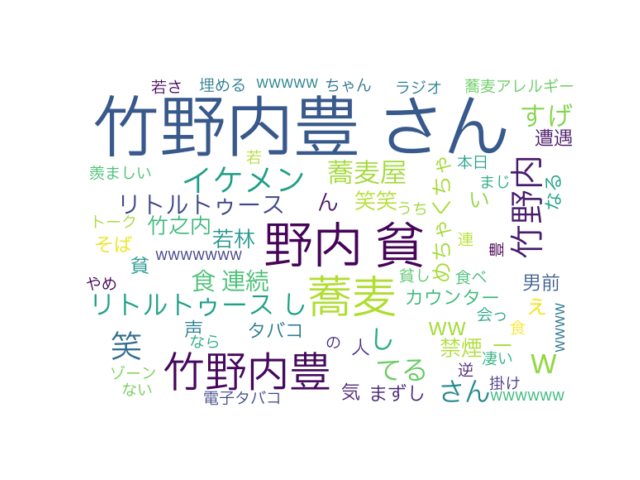 若さ 埋める wwwww ちゃん ラジオ 蕎麦アレルギー
竹野内豊 さん すげ
遭遇
若 本日
羨ましい イケメン 蕎麦屋 めちゃくちゃ まじ 竹野内 なる
リトルトゥース ん 笑笑 うち い
トーク 竹之内 若林 野内 貧 連 豊
そば wwwwwww
貧 食 連続 蕎麦 貧し 食べ 男前
やめ リトルトゥース し カウンター 会っ え
声 タバコ ww 食 wwwww
笑 なら の 人 し 禁煙 一
ゾーン 竹野内豊 てる 凄い w
ない 逆 掛け
電子タバコ 気 まずし さん wwwwww